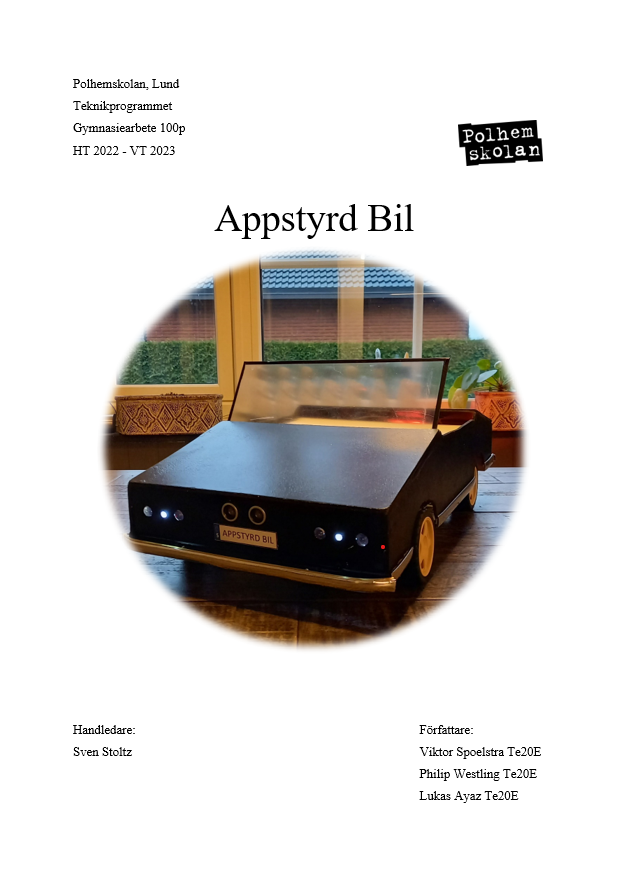 Polhemskolan, Lund
Teknikprogrammet
Gymnasiearbete 100p
HT 2022 - VT 2023
Polhem
skolan
Appstyrd Bil
APPSTYRD BIL
Handledare:
Sven Stoltz
Författare:
Viktor Spoelstra Te20E
Philip Westling Te20E
Lukas Ayaz Te20E